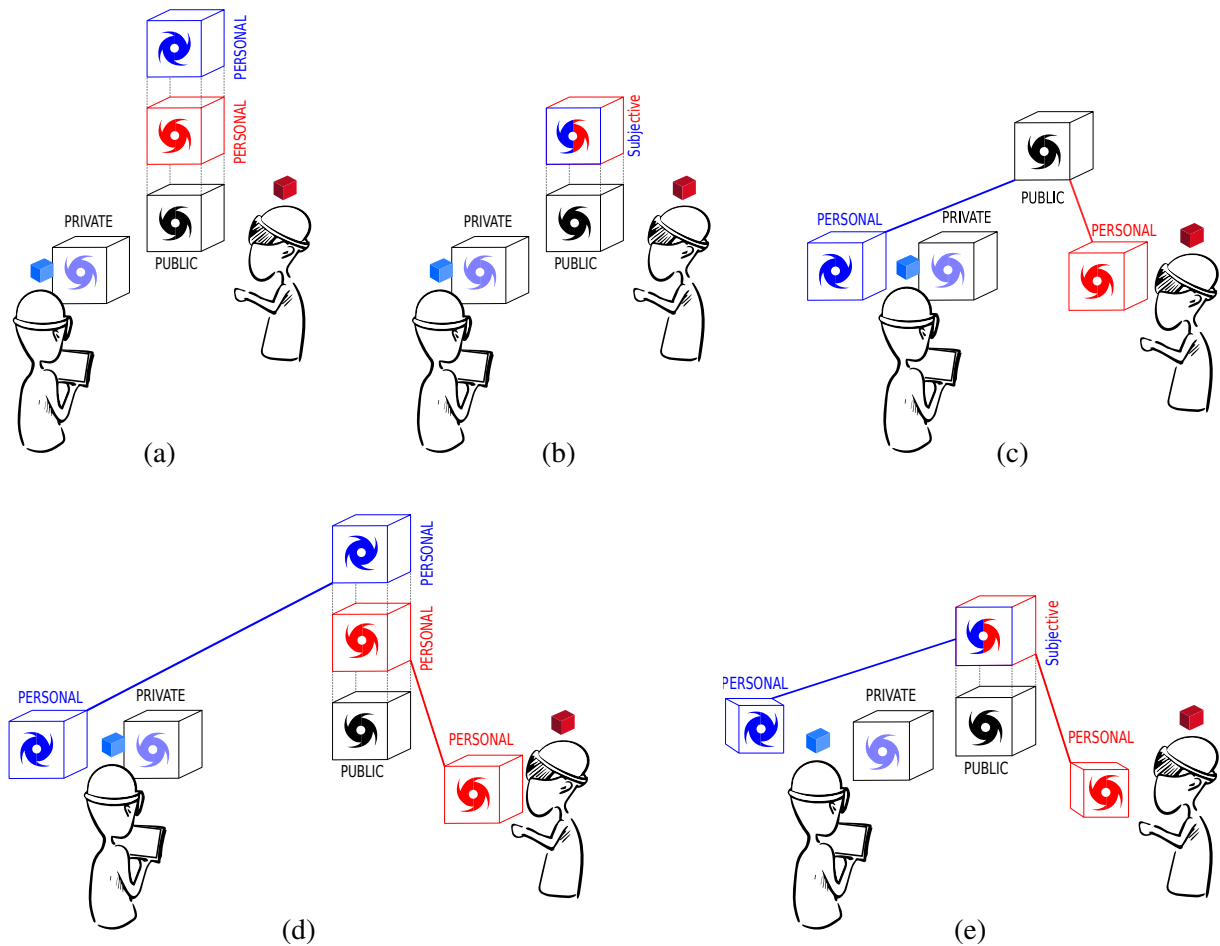 PERSONAL
PERSONAL
PRIVATE
PUBLIC
(a)
Subjective
PRIVATE
PUBLIC
(b)
PUBLIC
PERSONAL
PRIVATE
PERSONAL
(c)
PERSONAL
PERSONAL
PERSONAL
PRIVATE
PUBLIC
PERSONAL
(d)
Subjective
PERSONAL
PRIVATE
PUBLIC
PERSONAL
(e)